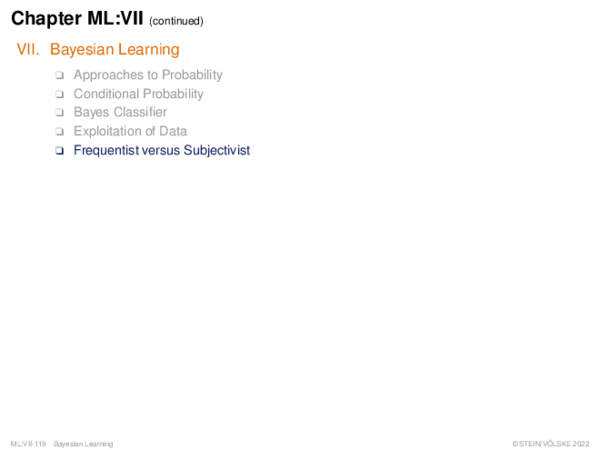 Chapter ML:VII (continued)
VII. Bayesian Learning
❑ Approaches to Probability
❑ Conditional Probability
❑ Bayes Classifier
❑ Exploitation of Data
❑ Frequentist versus Subjectivist
ML:VII-119 Bayesian Learning
©STEIN/VÖLSKE 2022